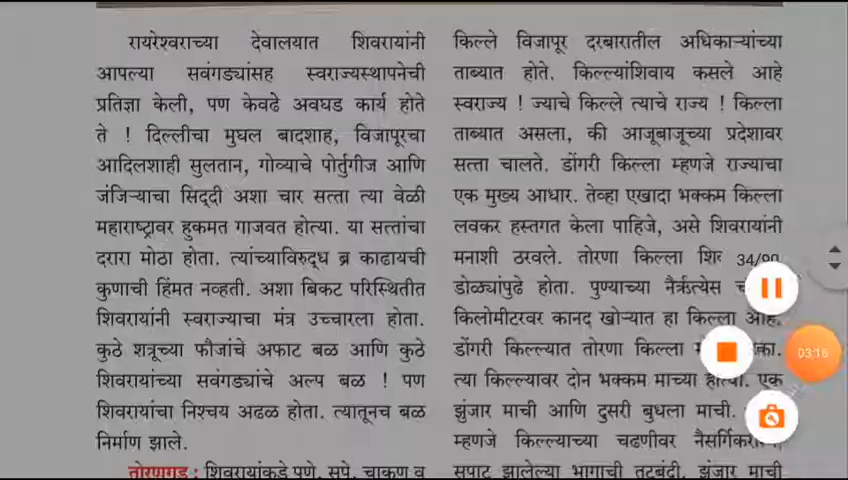 रायरेश्वराच्या देवालयात शिवरायांनी
आपल्या सवंगड्यांसह स्वराज्यस्थापनेची
प्रतिज्ञा केली, पण केवढे अवघड कार्य होते
ते ! दिल्लीचा मुघल बादशाह, विजापूरचा
आदिलशाही सुलतान, गोव्याचे पोर्तुगीज आणि
जंजिऱ्याचा सिद्दी अशा चार सत्ता त्या वेळी
महाराष्ट्रावर हुकमत गाजवत होत्या. या सत्तांचा
दरारा मोठा होता. त्यांच्याविरुद्ध ब्र काढायची
कुणाची हिंमत नव्हती. अशा बिकट परिस्थितीत
शिवरायांनी स्वराज्याचा मंत्र उच्चारला होता.
कुठे शत्रूच्या फौजांचे अफाट बळ आणि कुठे
शिवरायांच्या सवंगड्यांचे अल्प बळ ! पण
शिवरायांचा निश्चय अढळ होता. त्यातूनच बळ
निर्माण झाले.
तोरणगड : शिवरायांकडे पुणे, सुपे, चाकण व
किल्ले विजापूर दरबारातील अधिकाऱ्यांच्या
ताब्यात होते. किल्ल्यांशिवाय कसले आहे
स्वराज्य ! ज्याचे किल्ले त्याचे राज्य ! किल्ला
ताब्यात असला, की आजूबाजूच्या प्रदेशावर
सत्ता चालते. डोंगरी किल्ला म्हणजे राज्याचा
एक मुख्य आधार. तेव्हा एखादा भक्कम किल्ला
लवकर हस्तगत केला पाहिजे, असे शिवरायांनी
मनाशी ठरवले. तोरणा किल्ला
डोळ्यांपुढे होता. पुण्याच्या नैर्ऋत्येस
किलोमीटरवर कानद खोऱ्यात हा किल्ला आहे.
डोंगरी किल्ल्यात तोरणा किल्ला
त्या किल्ल्यावर दोन भक्कम माच्या होत्या. एक
झुंजार माची आणि दुसरी बुधला माची.
म्हणजे किल्ल्याच्या चढणीवर
सपाट झालेल्या भागाची तटबंदी. झुंजार माची
34/90
03:16